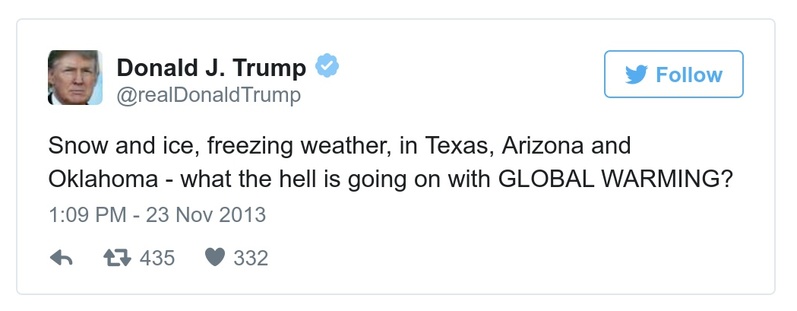 Donald J. Trump
@realDonaldTrump
Follow
Snow and ice, freezing weather, in Texas, Arizona and
Oklahoma - what the hell is going on with GLOBAL WARMING?
1:09 PM - 23 Nov 2013
435 332